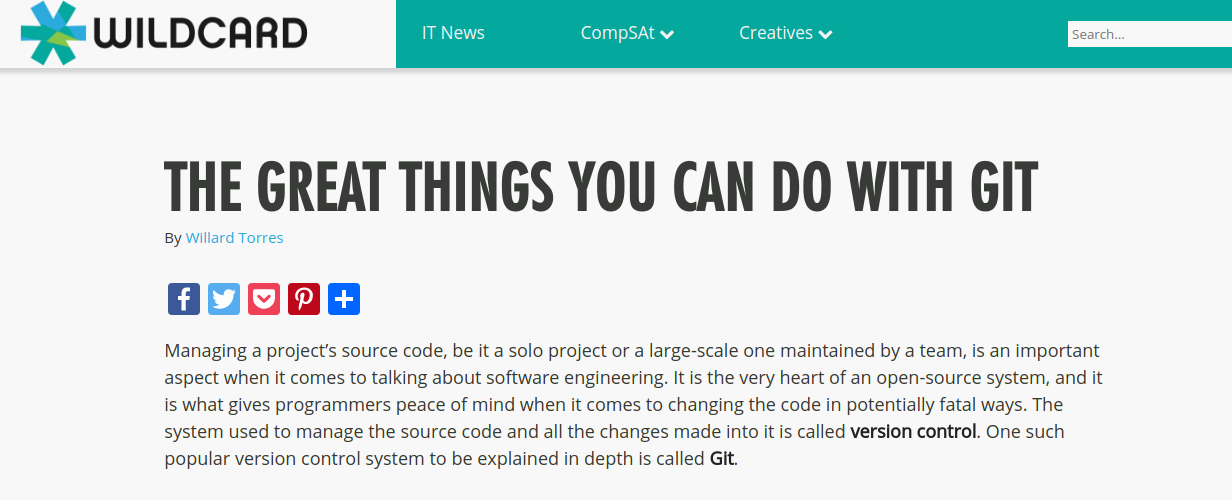 WILDCARD
IT News
CompSAt
Creatives
Search...
THE GREAT THINGS YOU CAN DO WITH GIT
By Willard Torres
Managing a project’s source code, be it a solo project or a large-scale one maintained by a team, is an important
aspect when it comes to talking about software engineering. It is the very heart of an open-source system, and it
is what gives programmers peace of mind when it comes to changing the code in potentially fatal ways. The
system used to manage the source code and all the changes made into it is called version control. One such
popular version control system to be explained in depth is called Git.